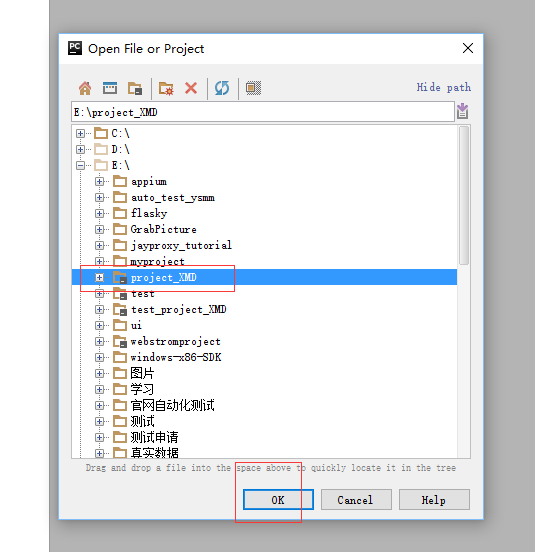 PC Open File or Project
Hide path
E:\project_XMD
C:\
D:\
E:\
appium
auto_test_ysmm
flasky
GrabPicture
jayproxy_tutorial
myproject
project_XMD
test
test_project_XMD
ui
webstromproject
windows-x86-SDK
图片
学习
官网自动化测试
测试
测试申请
真实数据
Drag and drop a file into the space above to quickly locate it in the tree
OK Cancel Help